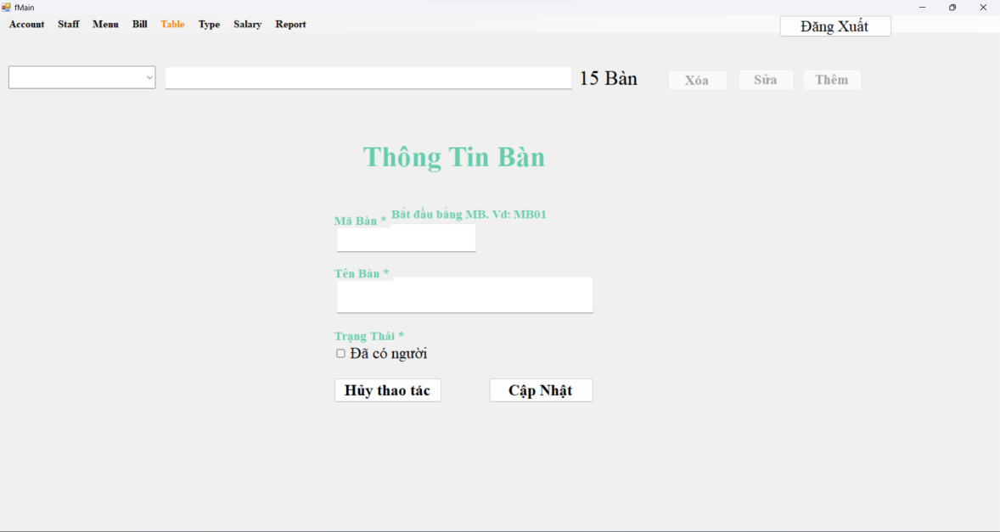 fMain
Account Staff Menu Bill Table Type Salary Report
Đăng Xuất
15 Bàn
Xóa
Sửa
Thêm
Thông Tin Bàn
Bắt đầu bằng MB. Vd: MB01
Mã Bàn *
Tên Bàn *
Trạng Thái *
Đã có người
Hủy thao tác
Cập Nhật